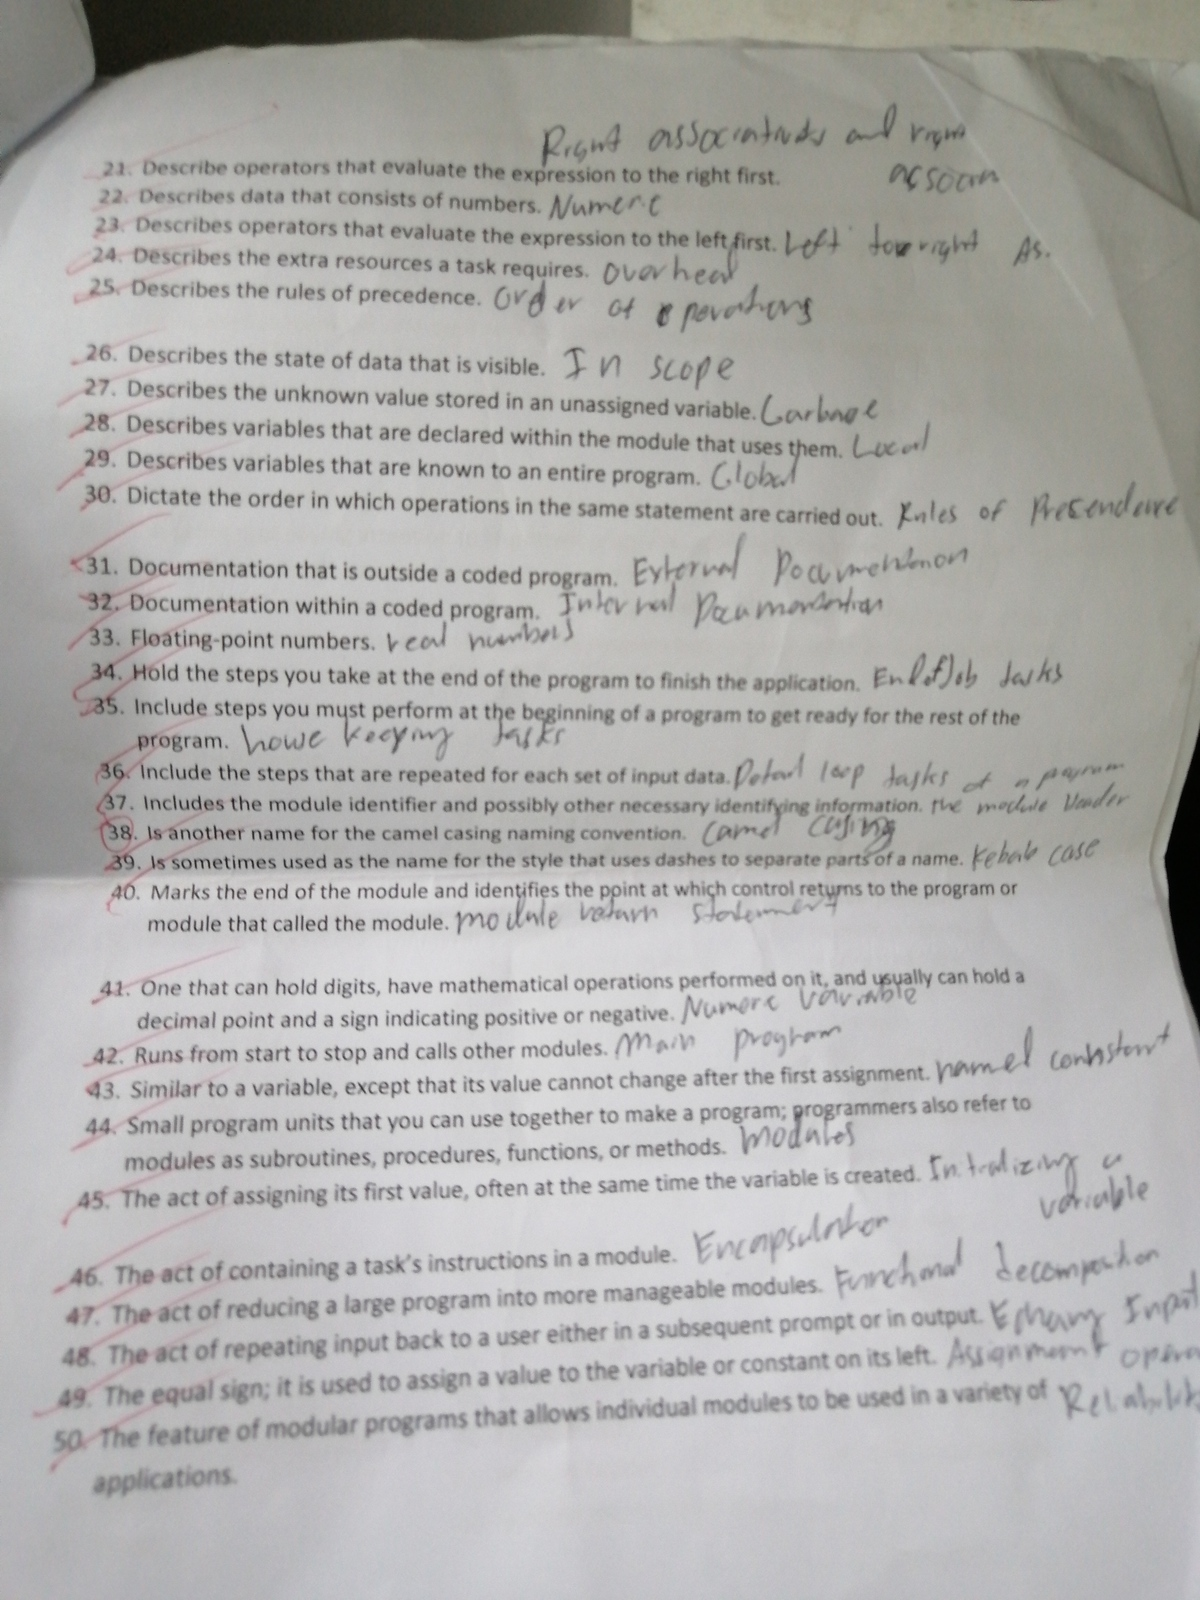 Right associativity and right
21. Describe operators that evaluate the expression to the right first. assoon
22. Describes data that consists of numbers. Numeric
23. Describes operators that evaluate the expression to the left first. Left to right As.
24. Describes the extra resources a task requires. overhead
25. Describes the rules of precedence. Order of operations
26. Describes the state of data that is visible. In scope
27. Describes the unknown value stored in an unassigned variable. Garbage
28. Describes variables that are declared within the module that uses them. Local
29. Describes variables that are known to an entire program. Global
30. Dictate the order in which operations in the same statement are carried out. Rules of Presendence
31. Documentation that is outside a coded program. External Documentation
32. Documentation within a coded program. Internal Documentation
33. Floating-point numbers. real numbers
34. Hold the steps you take at the end of the program to finish the application. End of Job tasks
35. Include steps you must perform at the beginning of a program to get ready for the rest of the
program. howe keeping tasks
36. Include the steps that are repeated for each set of input data. Detail loop tasks of a program
37. Includes the module identifier and possibly other necessary identifying information. the module header
38. Is another name for the camel casing naming convention. Camel casing
39. Is sometimes used as the name for the style that uses dashes to separate parts of a name. kebab case
40. Marks the end of the module and identifies the point at which control returns to the program or
module that called the module. module return statement
41. One that can hold digits, have mathematical operations performed on it, and usually can hold a
decimal point and a sign indicating positive or negative. Numeric variable
42. Runs from start to stop and calls other modules. Main program
43. Similar to a variable, except that its value cannot change after the first assignment. named constant
44. Small program units that you can use together to make a program; programmers also refer to
modules as subroutines, procedures, functions, or methods. modules
45. The act of assigning its first value, often at the same time the variable is created. Initializing a
variable
46. The act of containing a task's instructions in a module. Encapsulation
47. The act of reducing a large program into more manageable modules. Functional decomposition
48. The act of repeating input back to a user either in a subsequent prompt or in output. Echoing Input
49. The equal sign; it is used to assign a value to the variable or constant on its left. Assignment opera
50. The feature of modular programs that allows individual modules to be used in a variety of Reliability
applications.